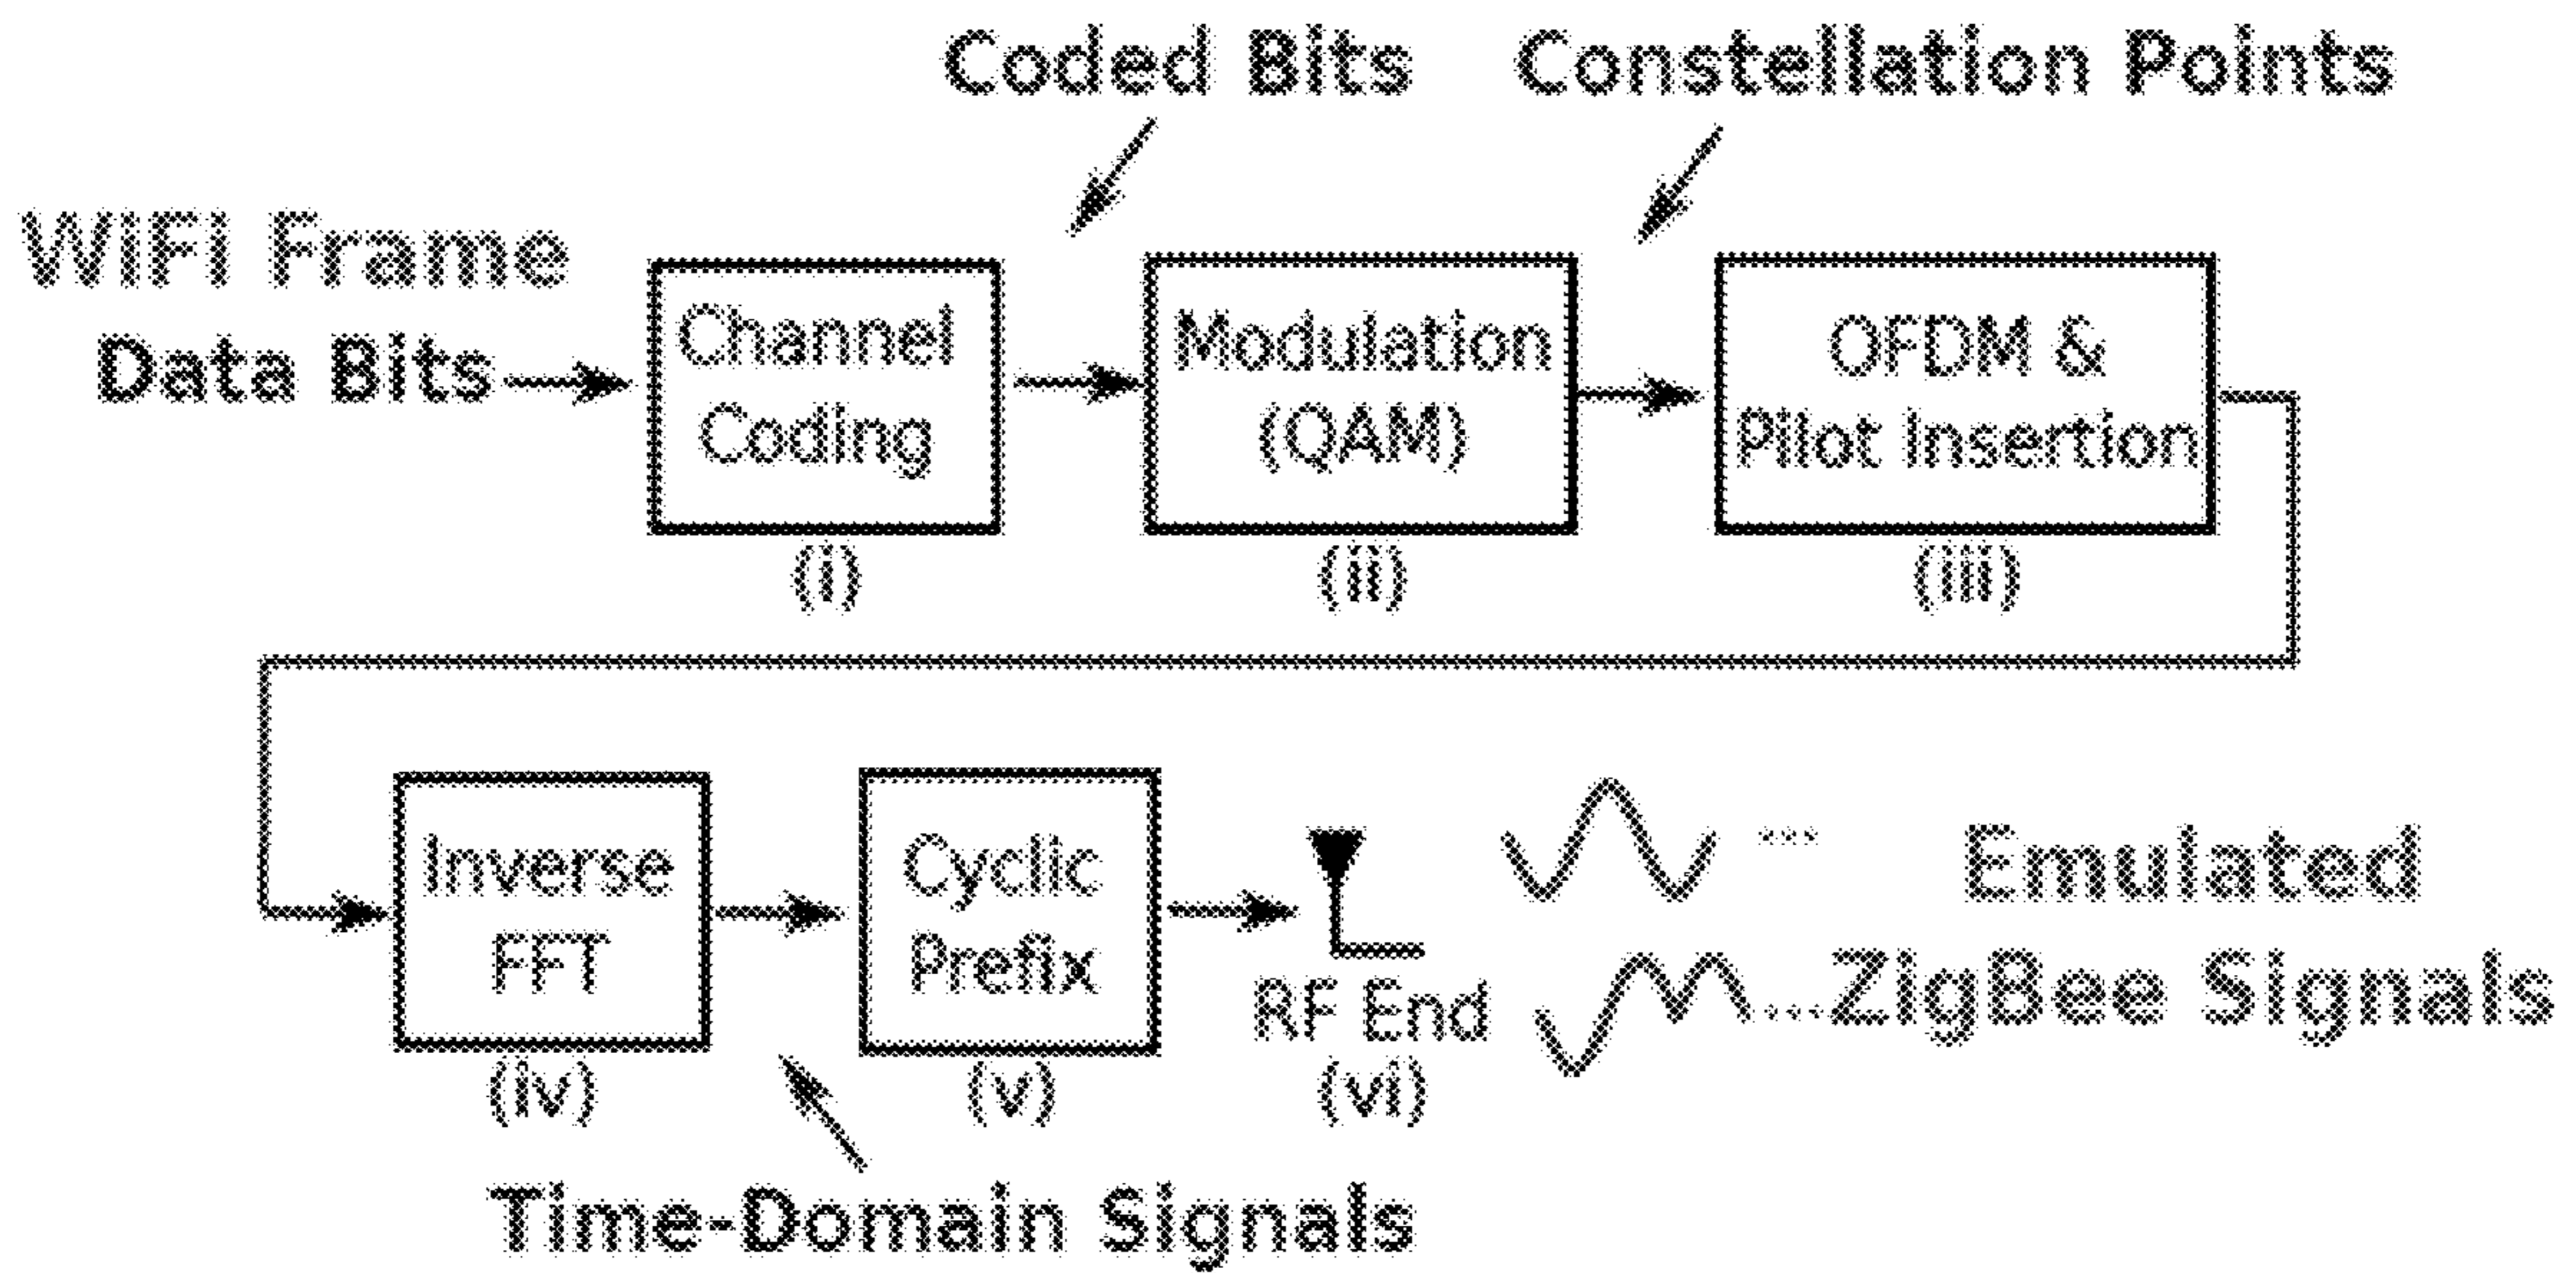 Coded Bits
Constellation Points
WiFi Frame
Data Bits
Channel
Coding
(i)
Modulation
(QAM)
(ii)
OFDM &
Pilot Insertion
(iii)
Inverse
FFT
(iv)
Cyclic
Prefix
(v)
RF End
(vi)
...
Emulated
....ZigBee Signals
Time-Domain Signals